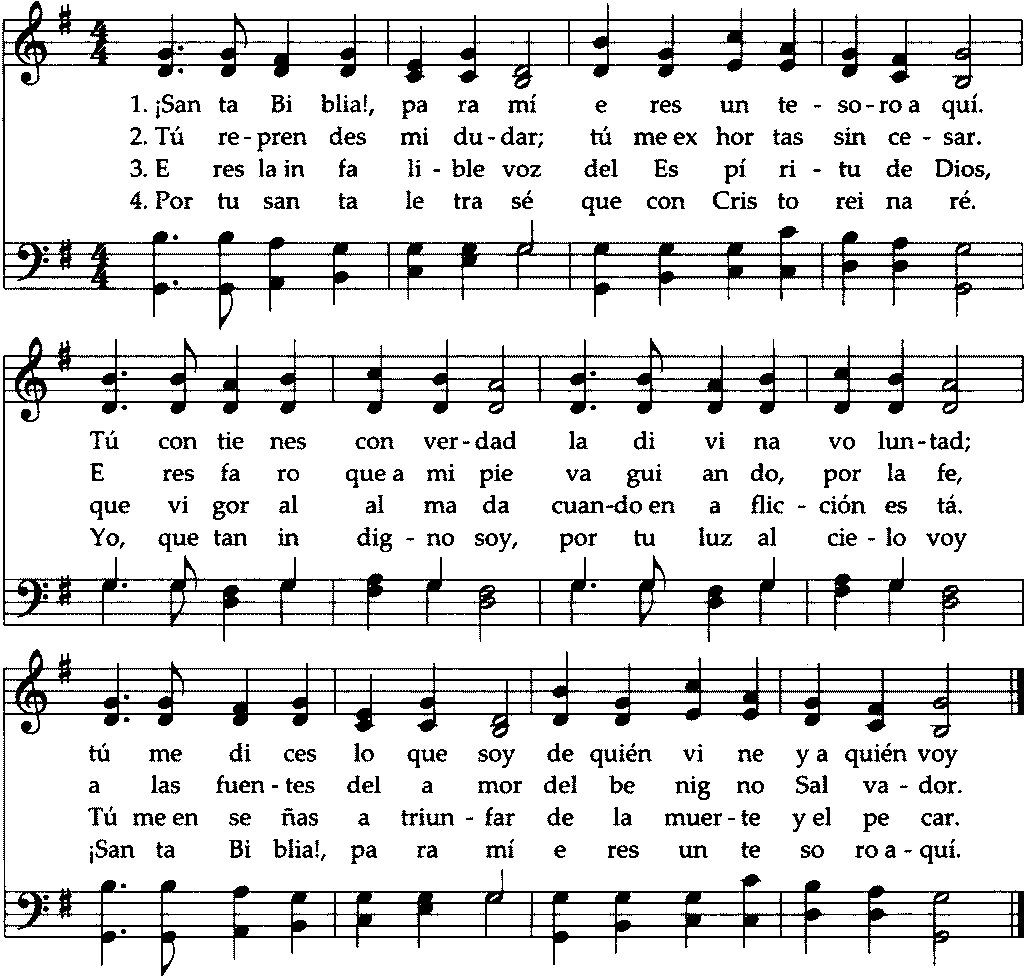 1. ¡San ta Bi blia!, pa ra mí e res un te - so - ro a quí.
2. Tú re - pren des mi du - dar; tú me ex hor tas sin ce - sar.
3. E res la in fa li - ble voz del Es pí ri - tu de Dios,
4. Por tu san ta le tra sé que con Cris to rei na ré.
Tú con tie nes con ver - dad la di vi na vo lun - tad;
E res fa ro que a mi pie va gui an do, por la fe,
que vi gor al al ma da cuan - do en a flic - ción es tá.
Yo, que tan in dig - no soy, por tu luz al cie - lo voy
tú me di ces lo que soy de quién vi ne y a quién voy
a las fuen - tes del a mor del be nig no Sal va - dor.
Tú me en se ñas a triun - far de la muer - te y el pe car.
¡San ta Bi blia!, pa ra mí e res un te so ro a - quí.